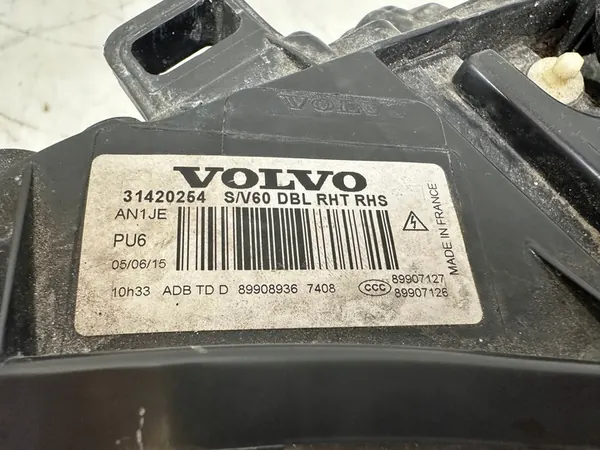 VOLVO
VOLVO
31420254 S/V60 DBL RHT RHS
AN1JE
PU6
05/06/15
10h33 ADB TD D 89908936 7408
CCC
89907127
89907126
MADE IN FRANCE